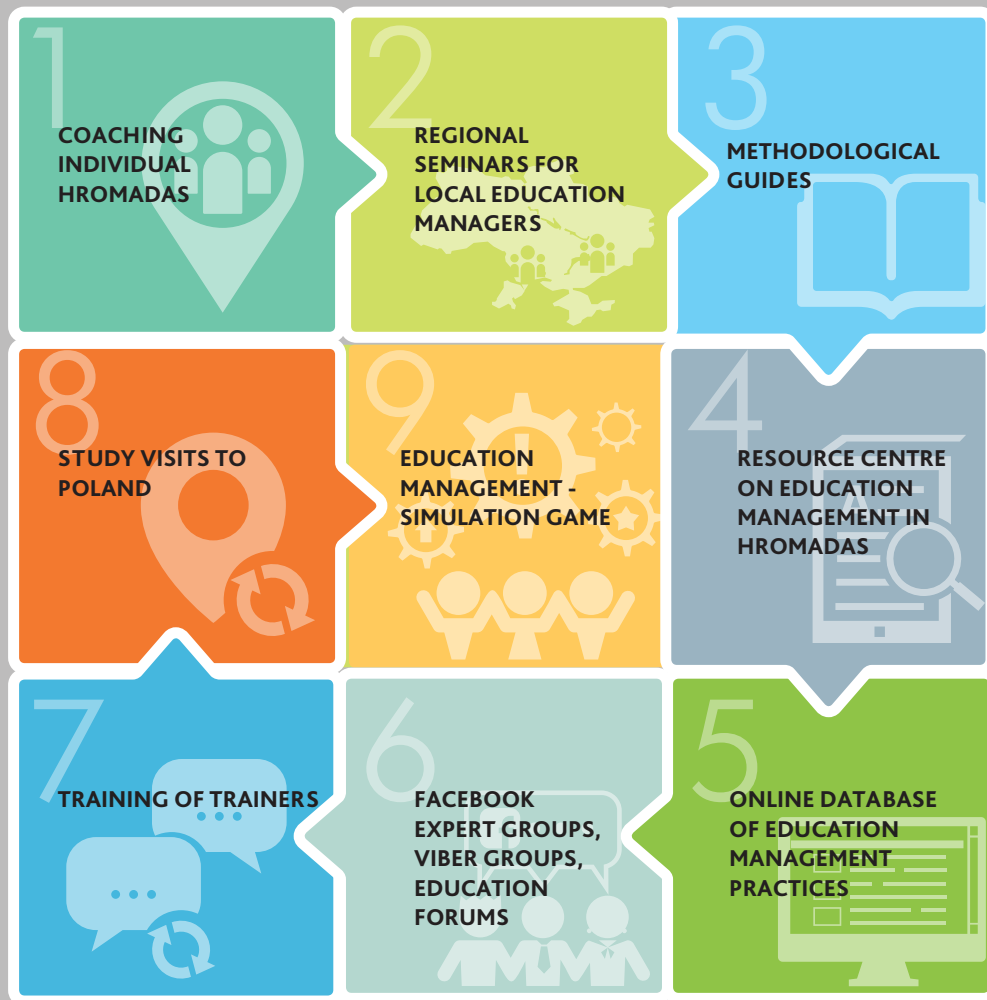 1
COACHING
INDIVIDUAL
HROMADAS
2
REGIONAL
SEMINARS FOR
LOCAL EDUCATION
MANAGERS
3
METHODOLOGICAL
GUIDES
4
RESOURCE CENTRE
ON EDUCATION
MANAGEMENT IN
HROMADAS
5
ONLINE DATABASE
OF EDUCATION
MANAGEMENT
PRACTICES
6
FACEBOOK
EXPERT GROUPS,
VIBER GROUPS,
EDUCATION
FORUMS
7
TRAINING OF TRAINERS
8
STUDY VISITS TO
POLAND
9
EDUCATION
MANAGEMENT -
SIMULATION GAME